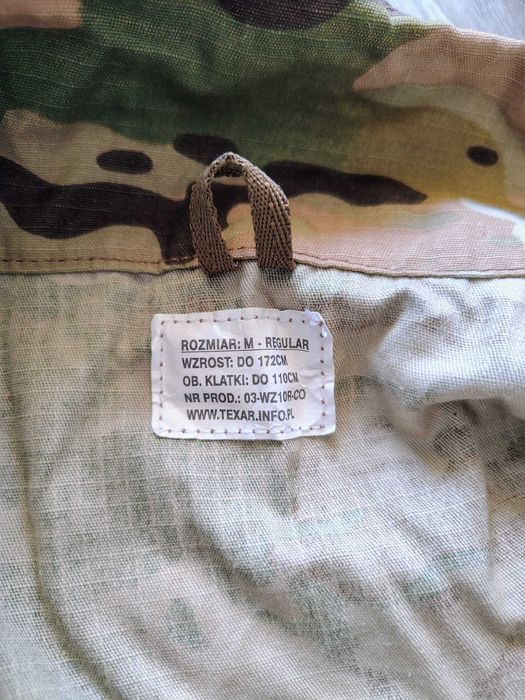 ROZMIAR: M - REGULAR
WZROST: DO 172CM
OB. KLATKI: DO 110CM
NR PROD.: 03-WZ10R-CO
WWW.TEXAR.INFO.PL